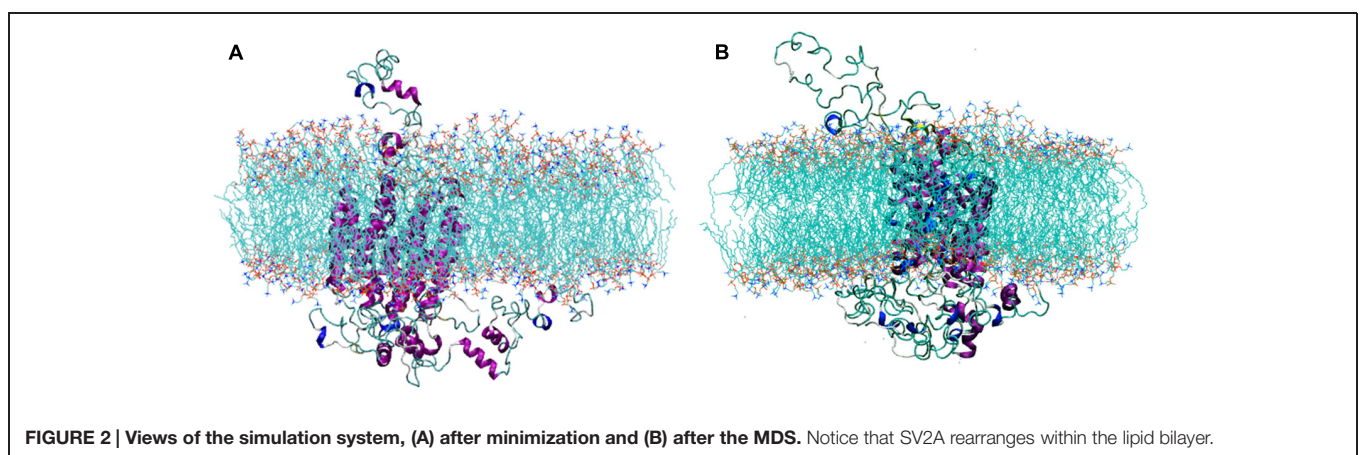 A
B
FIGURE 2 | Views of the simulation system, (A) after minimization and (B) after the MDS. Notice that SV2A rearranges within the lipid bilayer.